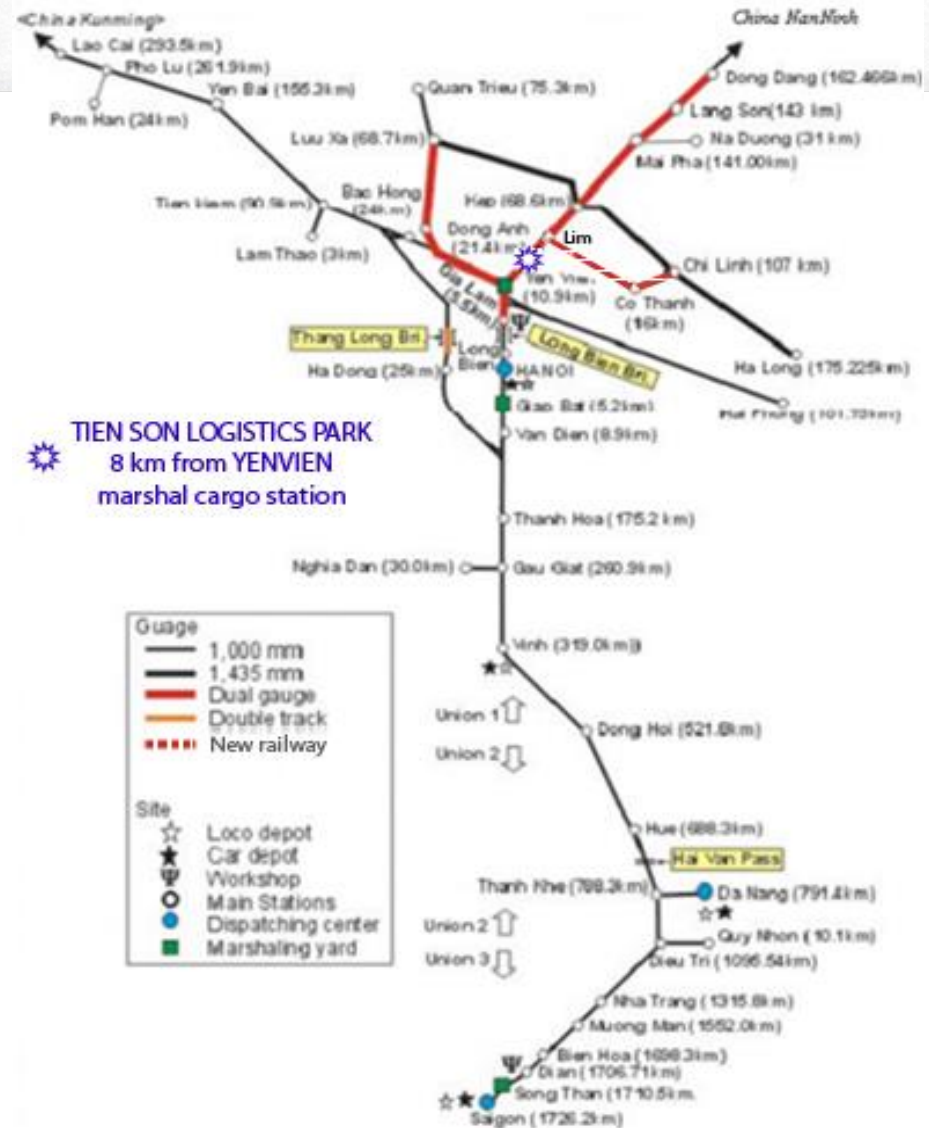 <China Kunming>
China NanNinh
Lao Cai (293.5km)
Pho Lu (261.9km)
Yen Bai (155.3km)
Pom Han (24km)
Quan Trieu (75.3km)
Dong Dang (162.466km)
Lang Son(143 km)
Na Duong (31 km)
Mai Pha (141.00km)
Luu Xa (68.7km)
Bac Hong
(24km)
Kep (68.6km)
Lam Thao (3km)
Dong Anh
(21.4km)
Lim
Chi Linh (107 km)
Yen Vien
(10.9km)
Co Thanh
(16km)
Gia Lam
(5.5km)
Thang Long Bri.
Long
Bien
Long Bien Bri.
Ha Long (175.225km)
Ha Dong (25km)
HANOI
Giap Bat (5.2km)
Van Dien (8.9km)
TIEN SON LOGISTICS PARK
8 km from YENVIEN
marshal cargo station
Thanh Hoa (175.2 km)
Nghia Dan (30.0km)
Gau Giat (260.9km)
Vinh (319.0km))
Union 1
Union 2
Dong Hoi (521.8km)
Guage
1,000 mm
1,435 mm
Dual gauge
Double track
New railway
Site
Loco depot
Car depot
Workshop
Main Stations
Dispatching center
Marshaling yard
Hue (688.3km)
Hai Van Pass
Thanh Khe (788.3km)
Da Nang (791.4km)
Union 2
Union 3
Quy Nhon (10.1km)
Dieu Tri (1095.54km)
Nha Trang (1315.8km)
Muong Man (1552.0km)
Bien Hoa (1698.3km)
Dian (1706.71km)
Song Than (1710.5km.
Saigon (1726.2km)